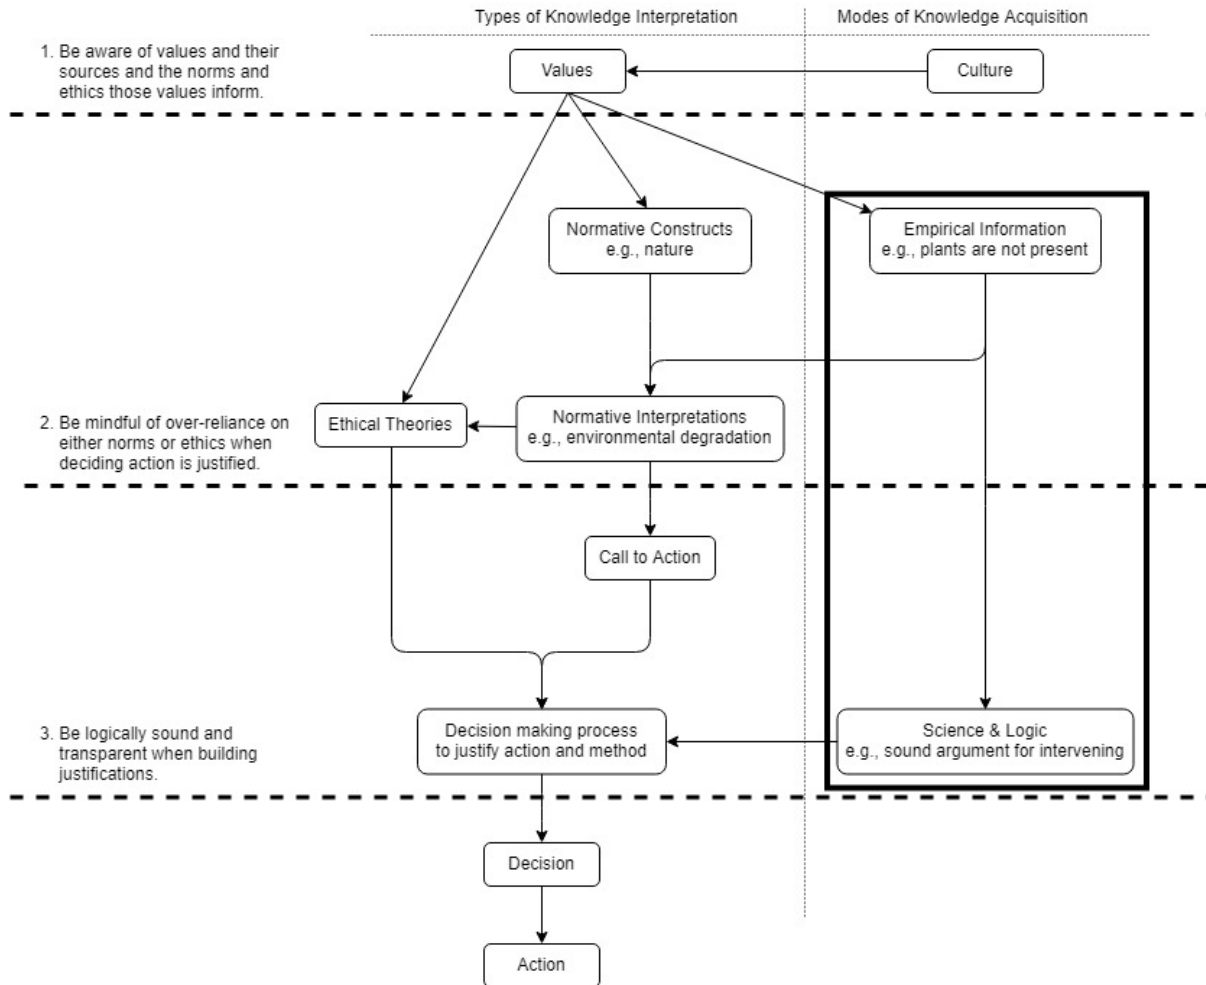 Types of Knowledge Interpretation
Modes of Knowledge Acquisition
1. Be aware of values and their
sources and the norms and
ethics those values inform.
Values
Culture
Normative Constructs
e.g., nature
Empirical Information
e.g., plants are not present
2. Be mindful of over-reliance on
either norms or ethics when
deciding action is justified.
Ethical Theories
Normative Interpretations
e.g., environmental degradation
Call to Action
3. Be logically sound and
transparent when building
justifications.
Decision making process
to justify action and method
Science & Logic
e.g., sound argument for intervening
Decision
Action